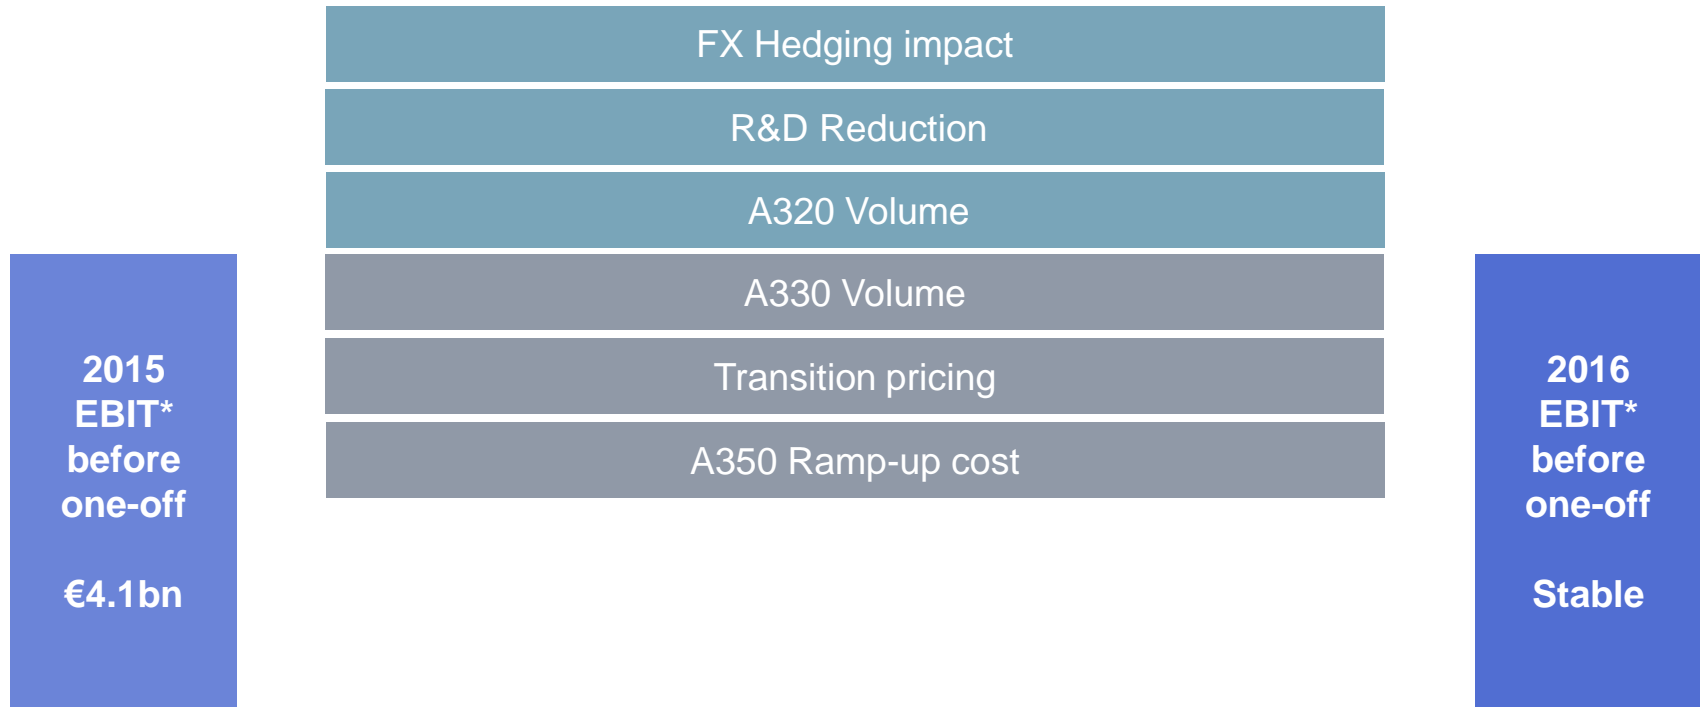 FX Hedging impact
R&D Reduction
A320 Volume
A330 Volume
Transition pricing
A350 Ramp-up cost
2015
EBIT*
before
one-off
€4.1bn
2016
EBIT*
before
one-off
Stable